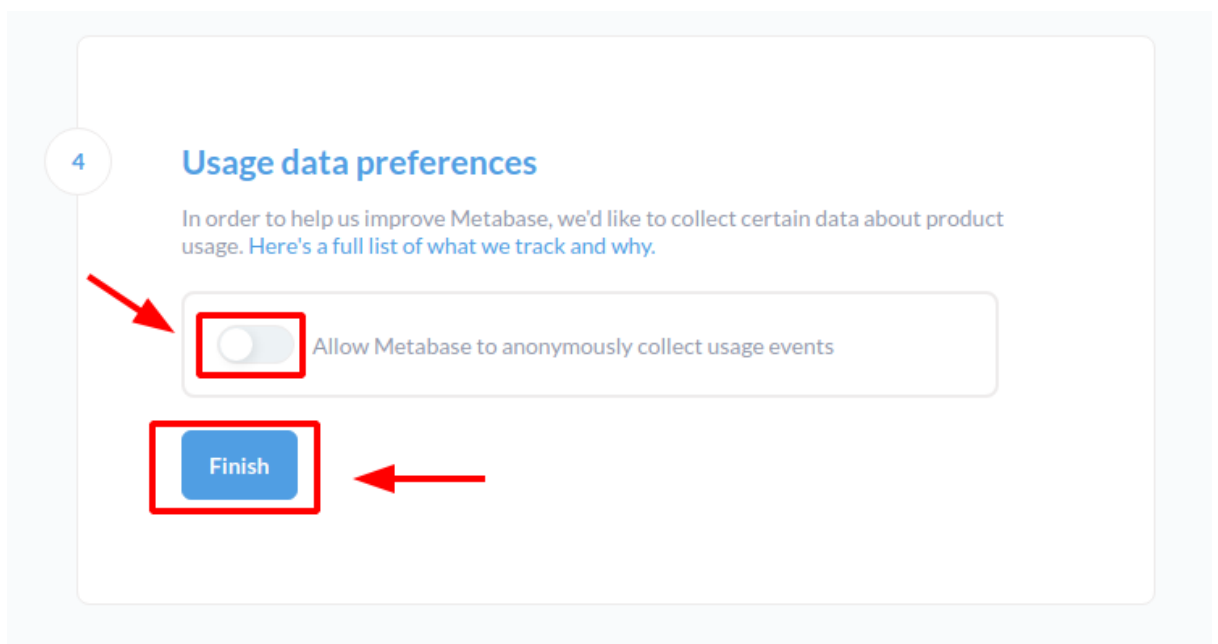 4
Usage data preferences
In order to help us improve Metabase, we'd like to collect certain data about product
usage. Here's a full list of what we track and why.
Allow Metabase to anonymously collect usage events
Finish